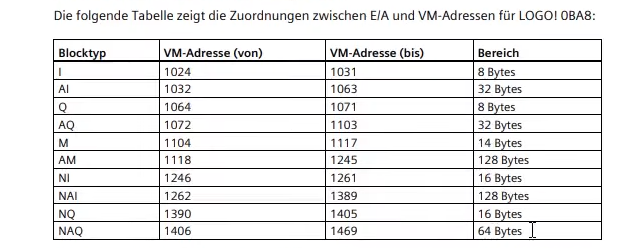 Die folgende Tabelle zeigt die Zuordnungen zwischen E/A und VM-Adressen für LOGO! 0BA8:
Blocktyp VM-Adresse (von) VM-Adresse (bis) Bereich
I 1024 1031 8 Bytes
AI 1032 1063 32 Bytes
Q 1064 1071 8 Bytes
AQ 1072 1103 32 Bytes
M 1104 1117 14 Bytes
AM 1118 1245 128 Bytes
NI 1246 1261 16 Bytes
NAI 1262 1389 128 Bytes
NQ 1390 1405 16 Bytes
NAQ 1406 1469 64 Bytes